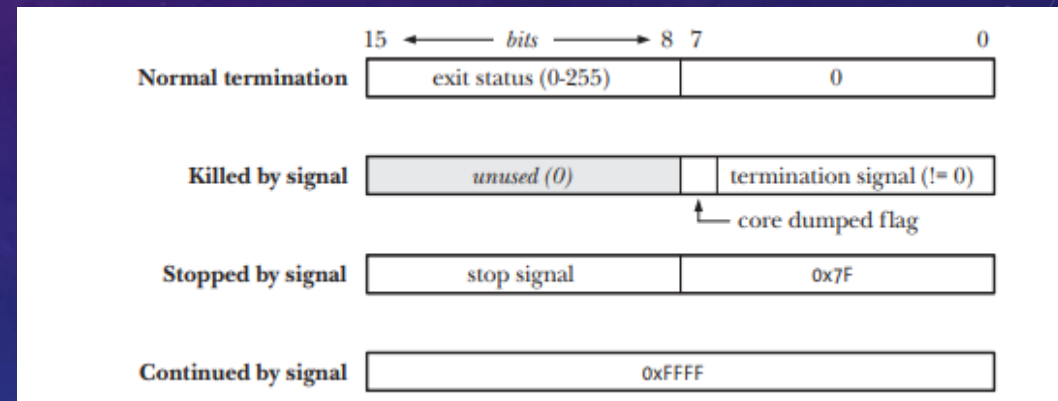 15 bits 8 7 0
Normal termination exit status (0-255) 0
Killed by signal unused (0) termination signal (!= 0)
core dumped flag
Stopped by signal stop signal 0x7F
Continued by signal 0xFFFF